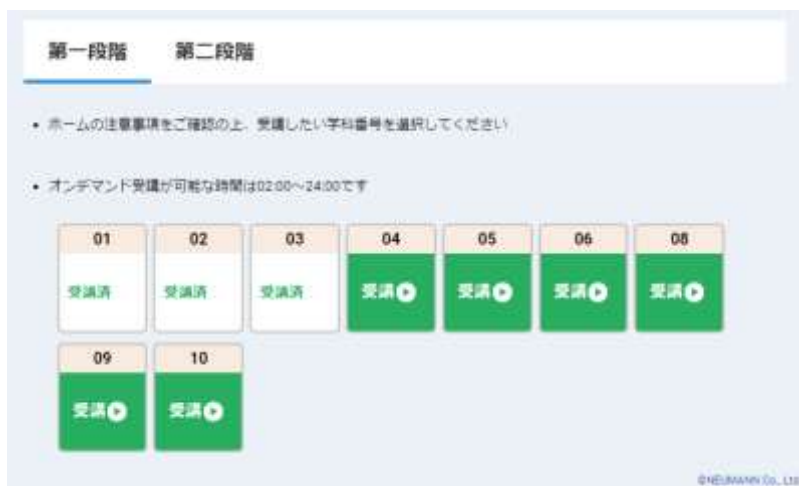 第一段階 第二段階
• ホームの注意事項をご確認の上、受講したい学科番号を選択してください
• オンデマンド受講が可能な時間は02:00～24:00です
01 02 03 04 05 06 08
受講済 受講済 受講済 受講 受講 受講 受講
09 10
受講 受講
©NEUMANN Co., Ltd